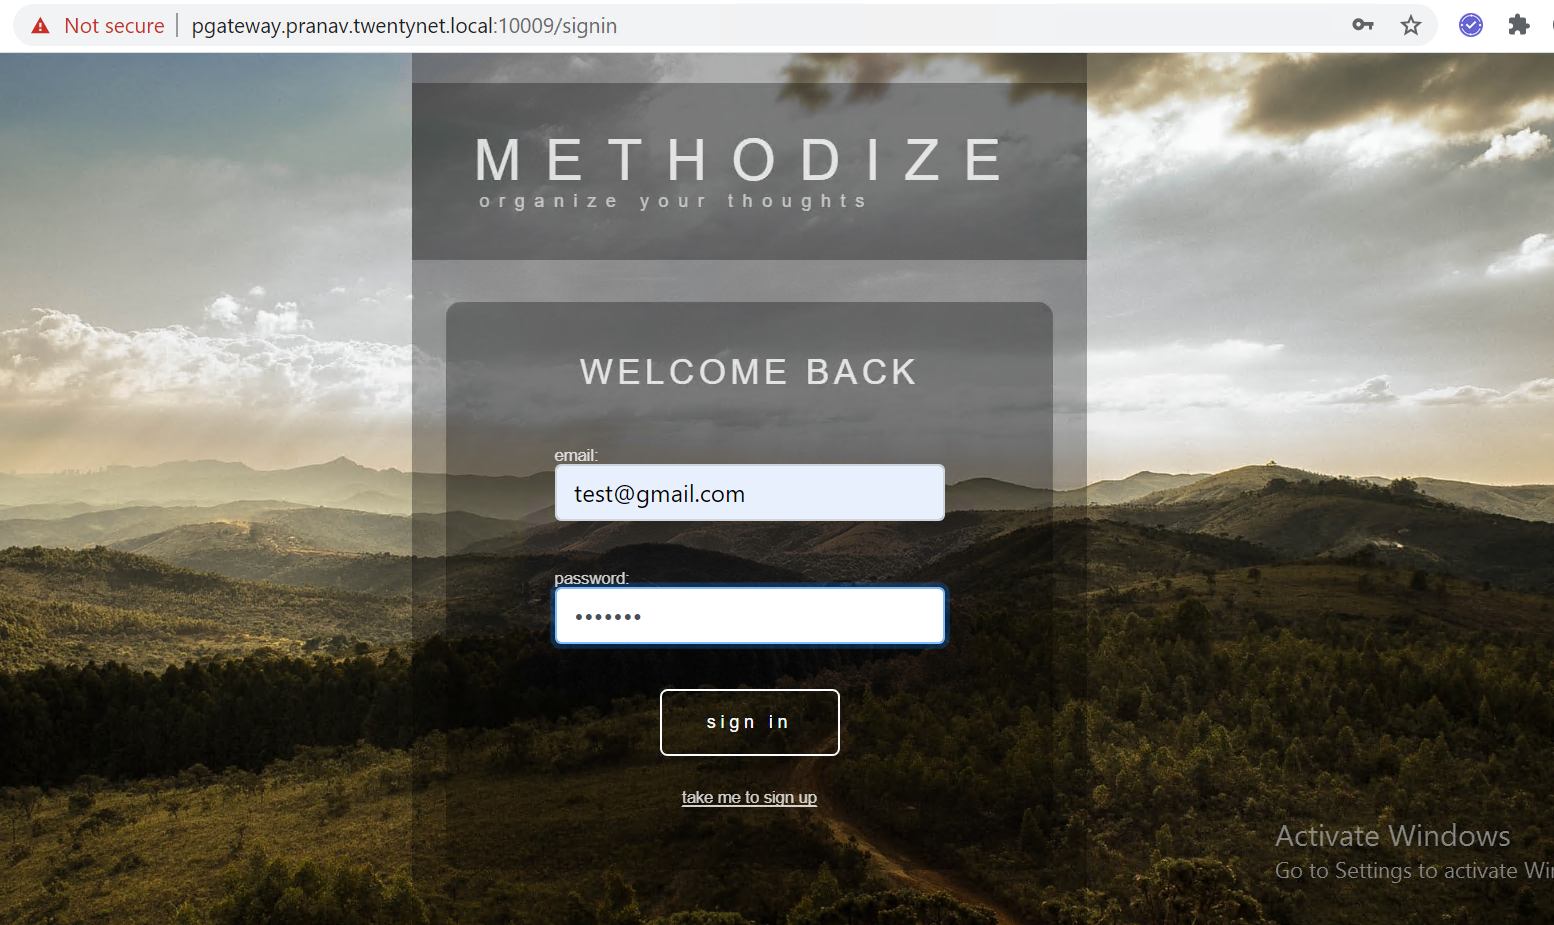 Not secure
pgateway.pranav.twentynet.local:10009/signin
METHODIZE
organize your thoughts
WELCOME BACK
email:
test@gmail.com
password:
•••••••
sign in
take me to sign up
Activate Windows
Go to Settings to activate Wi